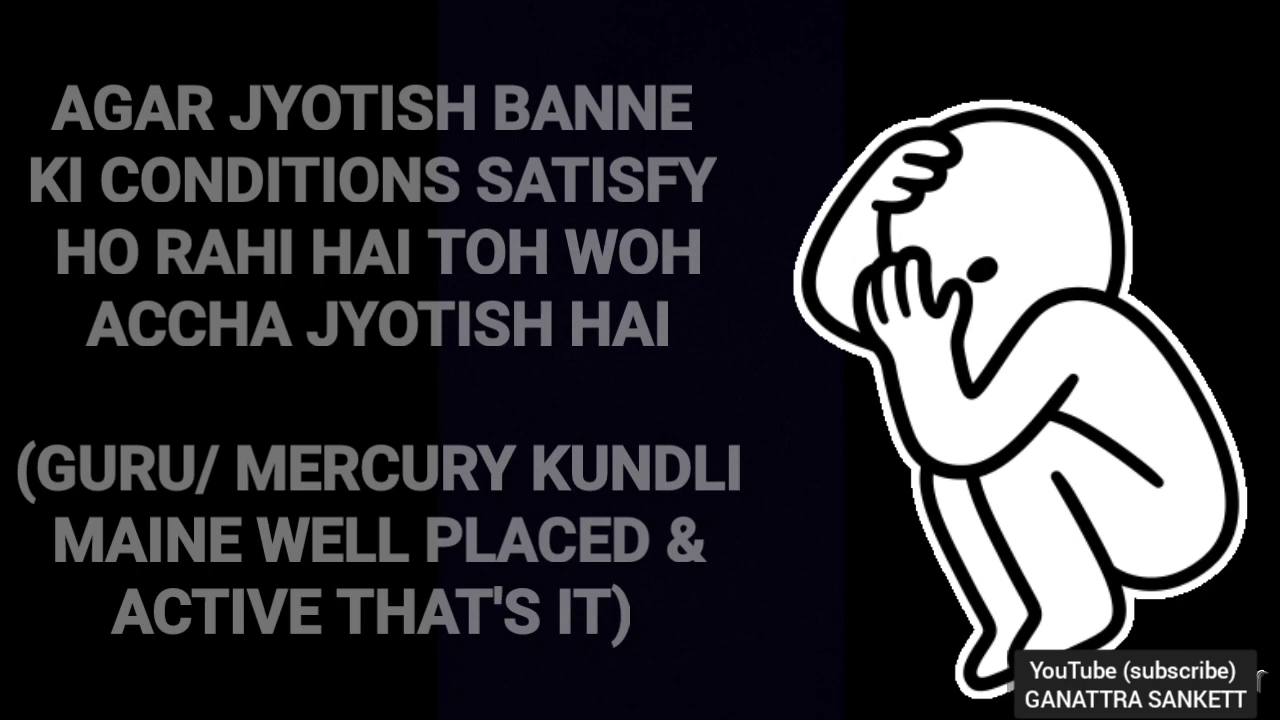 AGAR JYOTISH BANNE
KI CONDITIONS SATISFY
HO RAHI HAI TOH WOH
ACCHA JYOTISH HAI
(GURU/ MERCURY KUNDLI
MAINE WELL PLACED &
ACTIVE THAT'S IT)
YouTube (subscribe)
GANATTRA SANKETT